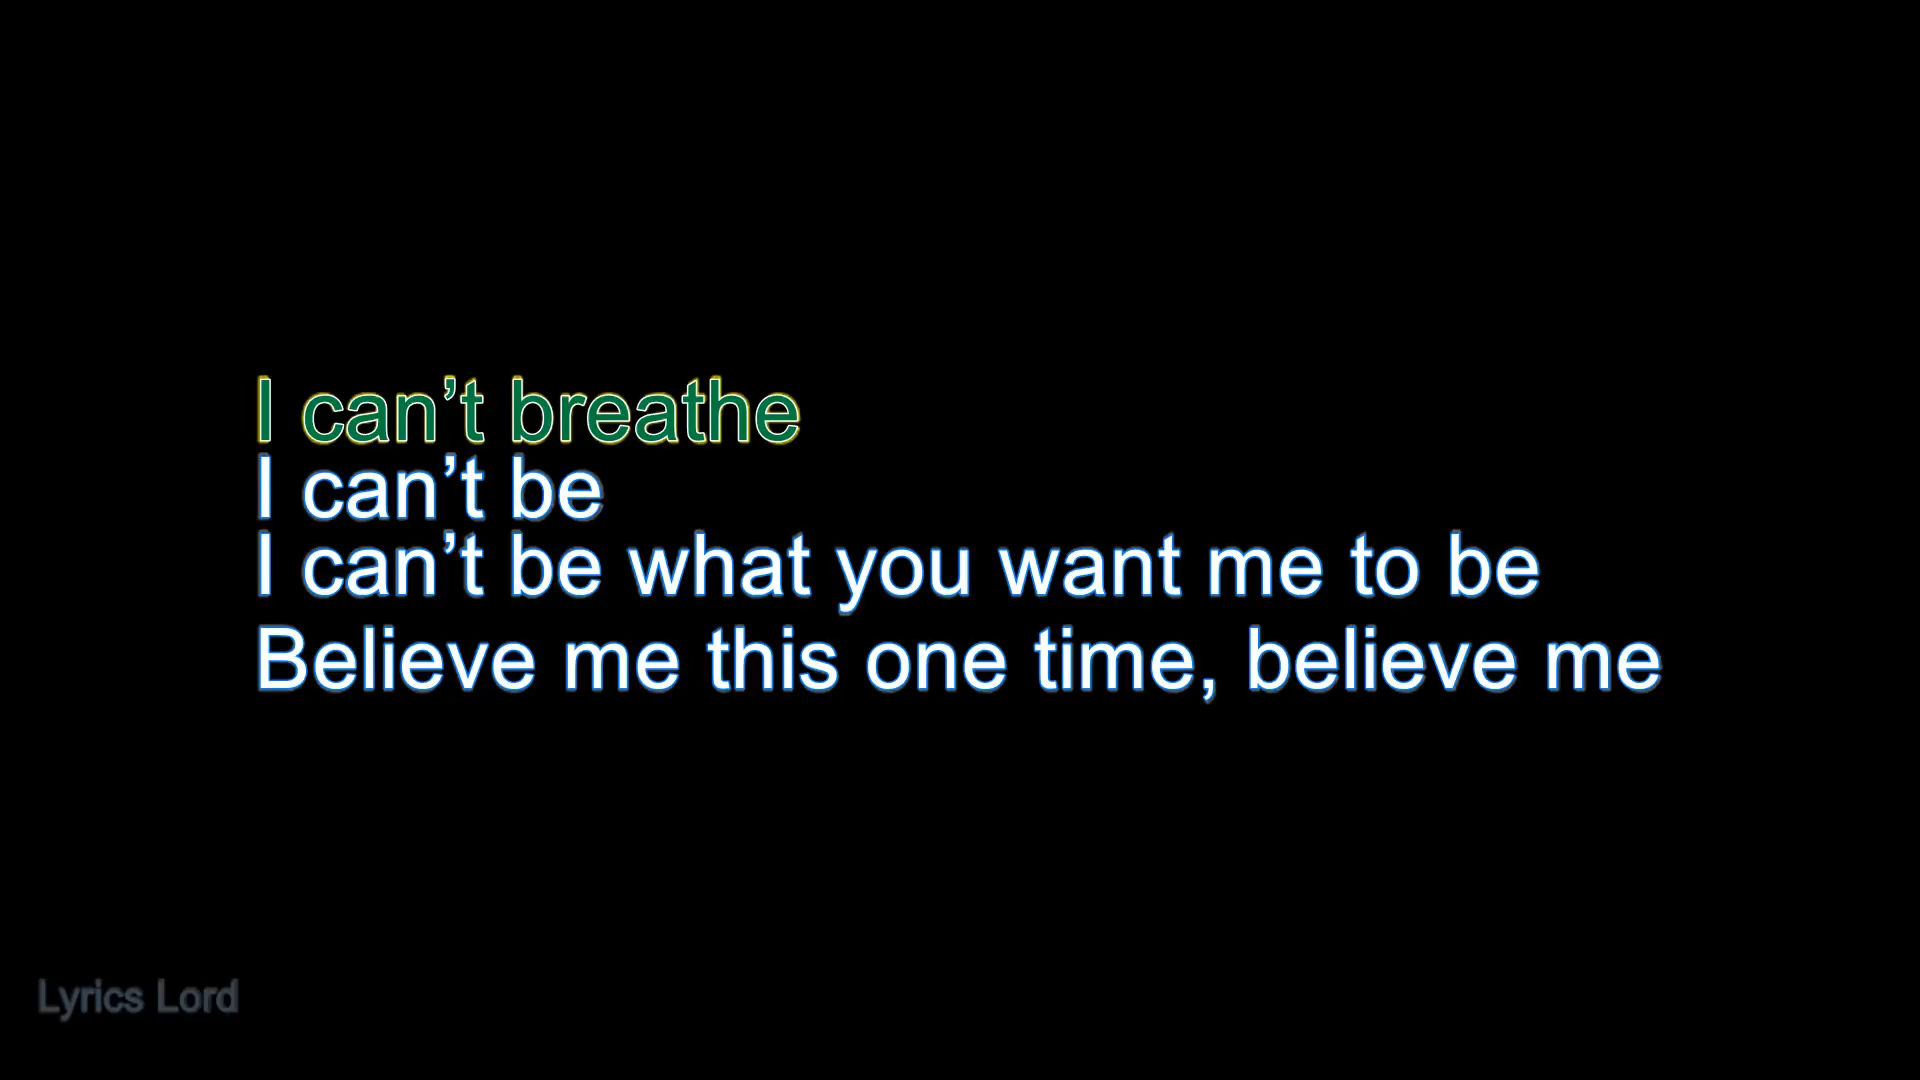 I can’t breathe
I can’t be
I can’t be what you want me to be
Believe me this one time, believe me
Lyrics Lord